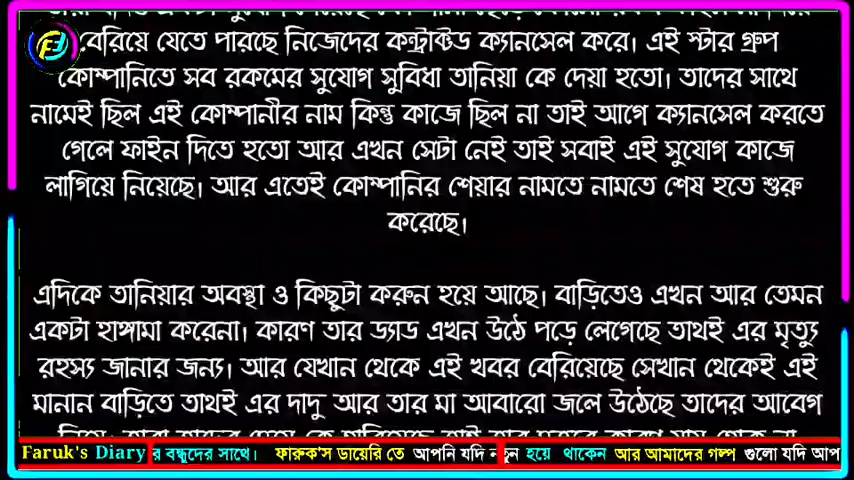 বেরিয়ে যেতে পারছে নিজেদের কন্ট্রাক্টড ক্যানসেল করে। এই স্টার গ্রুপ
কোম্পানিতে সব রকমের সুযোগ সুবিধা তানিয়া কে দেয়া হতো। তাদের সাথে
নামেই ছিল এই কোম্পানীর নাম কিন্তু কাজে ছিল না তাই আগে ক্যানসেল করতে
গেলে ফাইন দিতে হতো আর এখন সেটা নেই তাই সবাই এই সুযোগ কাজে
লাগিয়ে নিয়েছে। আর এতেই কোম্পানির শেয়ার নামতে নামতে শেষ হতে শুরু
করেছে।
এদিকে তানিয়ার অবস্থা ও কিছুটা করুন হয়ে আছে। বাড়িতেও এখন আর তেমন
একটা হাঙ্গামা করেনা। কারণ তার ড্যাড এখন উঠে পড়ে লেগেছে তাথই এর মৃত্যু
রহস্য জানার জন্য। আর যেখান থেকে এই খবর বেরিয়েছে সেখান থেকেই এই
মানান বাড়িতে তাথই এর দাদু আর তার মা আবারো জলে উঠেছে তাদের আবেগ
Faruk's Diary র বন্ধুদের সাথে। ফারুক'স ডায়েরি তে আপনি যদি নতুন হয়ে থাকেন আর আমাদের গল্প গুলো যদি আপ